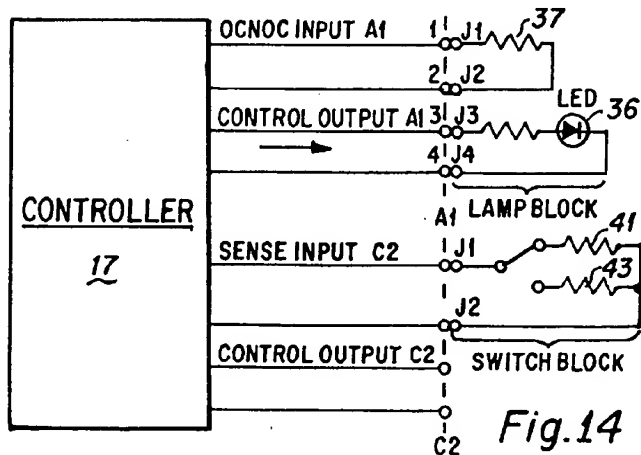 OCNOC INPUT A1
1 J1
37
2 J2
CONTROL OUTPUT A1 3 J3
LED
36
4 J4
LAMP BLOCK
A1
CONTROLLER
17
SENSE INPUT C2
J1
41
43
J2
SWITCH BLOCK
CONTROL OUTPUT C2
C2
Fig.14